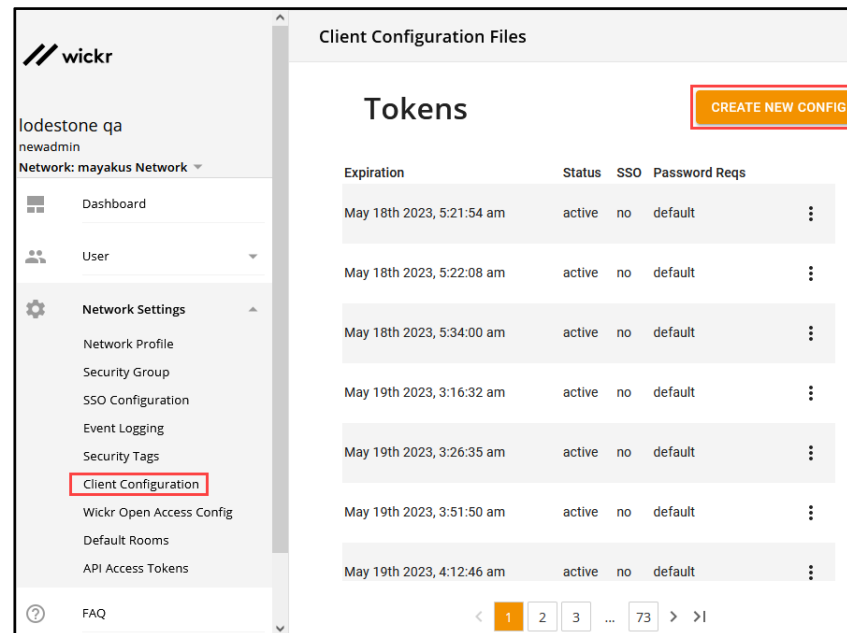 wickr
lodestone qa
newadmin
Network: mayakus Network
Dashboard
User
Network Settings
Network Profile
Security Group
SSO Configuration
Event Logging
Security Tags
Client Configuration
Wickr Open Access Config
Default Rooms
API Access Tokens
FAQ
Client Configuration Files
Tokens
CREATE NEW CONFIG
Expiration Status SSO Password Reqs
May 18th 2023, 5:21:54 am active no default
May 18th 2023, 5:22:08 am active no default
May 18th 2023, 5:34:00 am active no default
May 19th 2023, 3:16:32 am active no default
May 19th 2023, 3:26:35 am active no default
May 19th 2023, 3:51:50 am active no default
May 19th 2023, 4:12:46 am active no default
< 1 2 3 ... 73 > >|